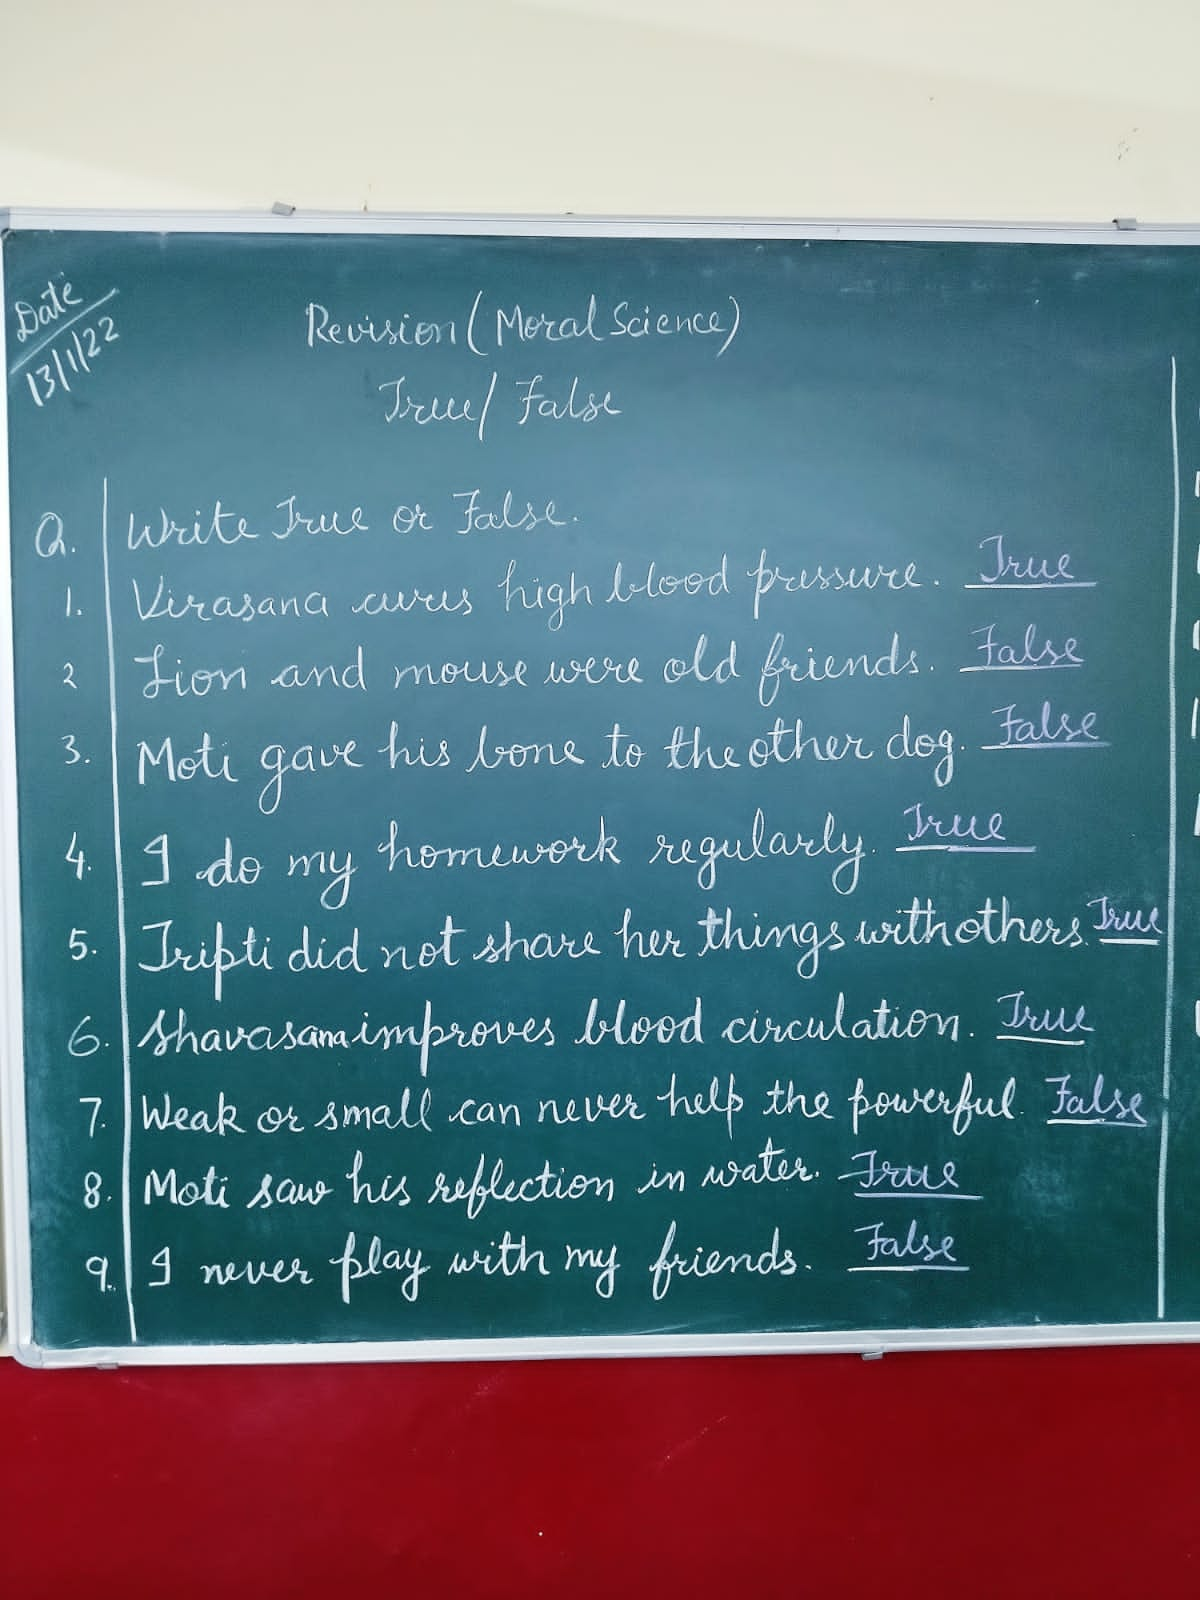 Date
13/1/22
Revision (Moral Science)
True/False
Q. Write True or False.
1. Virasana cures high blood pressure. True
2 Lion and mouse were old friends. False
3. Moti gave his bone to the other dog. False
4. I do my homework regularly. True
5. Tripti did not share her things with others. True
6. Shavasana improves blood circulation. True
7. Weak or small can never help the powerful. False
8. Moti saw his reflection in water. True
9. I never play with my friends. False